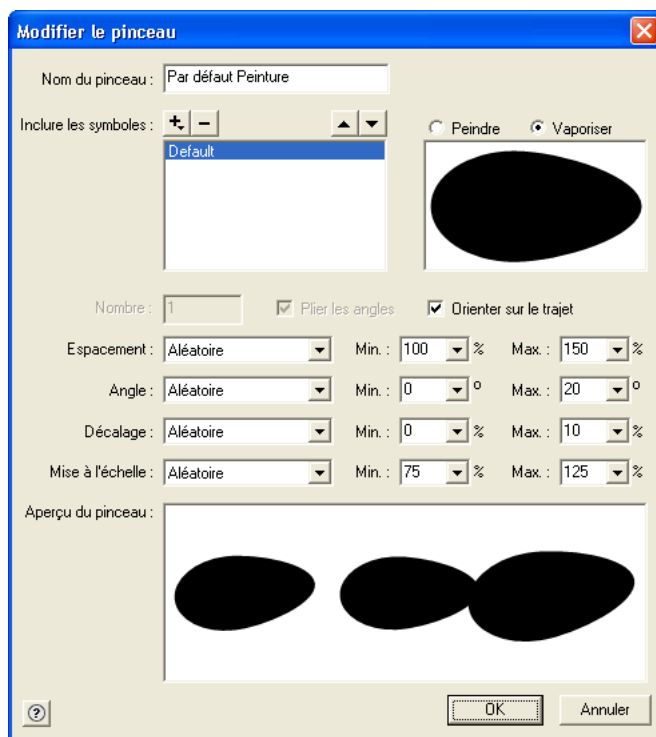 Modifier le pinceau
Nom du pinceau : Par défaut Peinture
Inclure les symboles :
Peindre Vaporiser
Default
Nombre : 1 Plier les angles Orienter sur le trajet
Espacement : Aléatoire Min. : 100 % Max. : 150 %
Angle : Aléatoire Min. : 0 º Max. : 20 º
Décalage : Aléatoire Min. : 0 % Max. : 10 %
Mise à l'échelle : Aléatoire Min. : 75 % Max. : 125 %
Aperçu du pinceau :
? OK Annuler